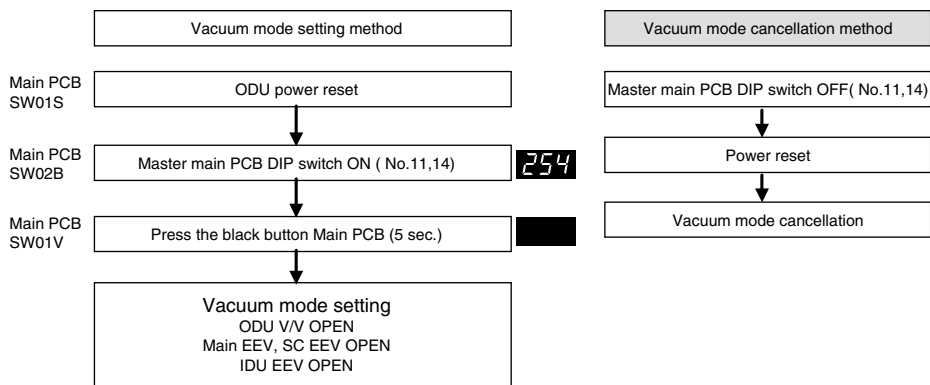 Vacuum mode setting method
Main PCB
SW01S
ODU power reset
Main PCB
SW02B
Master main PCB DIP switch ON ( No.11,14)
254
Main PCB
SW01V
Press the black button Main PCB (5 sec.)
Vacuum mode setting
ODU V/V OPEN
Main EEV, SC EEV OPEN
IDU EEV OPEN
Vacuum mode cancellation method
Master main PCB DIP switch OFF( No.11,14)
Power reset
Vacuum mode cancellation